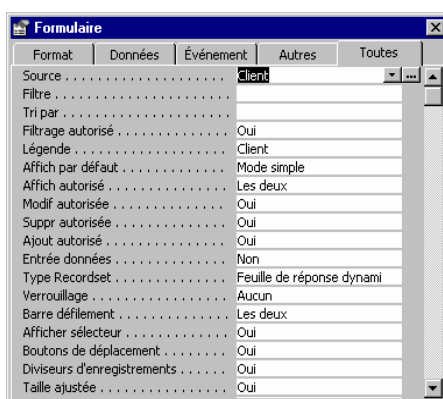 Formulaire
Format Données Événement Autres Toutes
Source . . . . . . . . . . . . . . . . . . . . Client
Filtre . . . . . . . . . . . . . . . . . . . . .
Tri par . . . . . . . . . . . . . . . . . . . .
Filtrage autorisé . . . . . . . . . . . . Oui
Légende . . . . . . . . . . . . . . . . . . Client
Affich par défaut . . . . . . . . . . . . Mode simple
Affich autorisé . . . . . . . . . . . . . . Les deux
Modif autorisée . . . . . . . . . . . . . Oui
Suppr autorisée . . . . . . . . . . . . . Oui
Ajout autorisé . . . . . . . . . . . . . . Oui
Entrée données . . . . . . . . . . . . . Non
Type Recordset . . . . . . . . . . . . . Feuille de réponse dynami
Verrouillage . . . . . . . . . . . . . . . . Aucun
Barre défilement . . . . . . . . . . . . Les deux
Afficher sélecteur . . . . . . . . . . . Oui
Boutons de déplacement . . . . . . . Oui
Diviseurs d'enregistrements . . . . . Oui
Taille ajustée . . . . . . . . . . . . . . . Oui